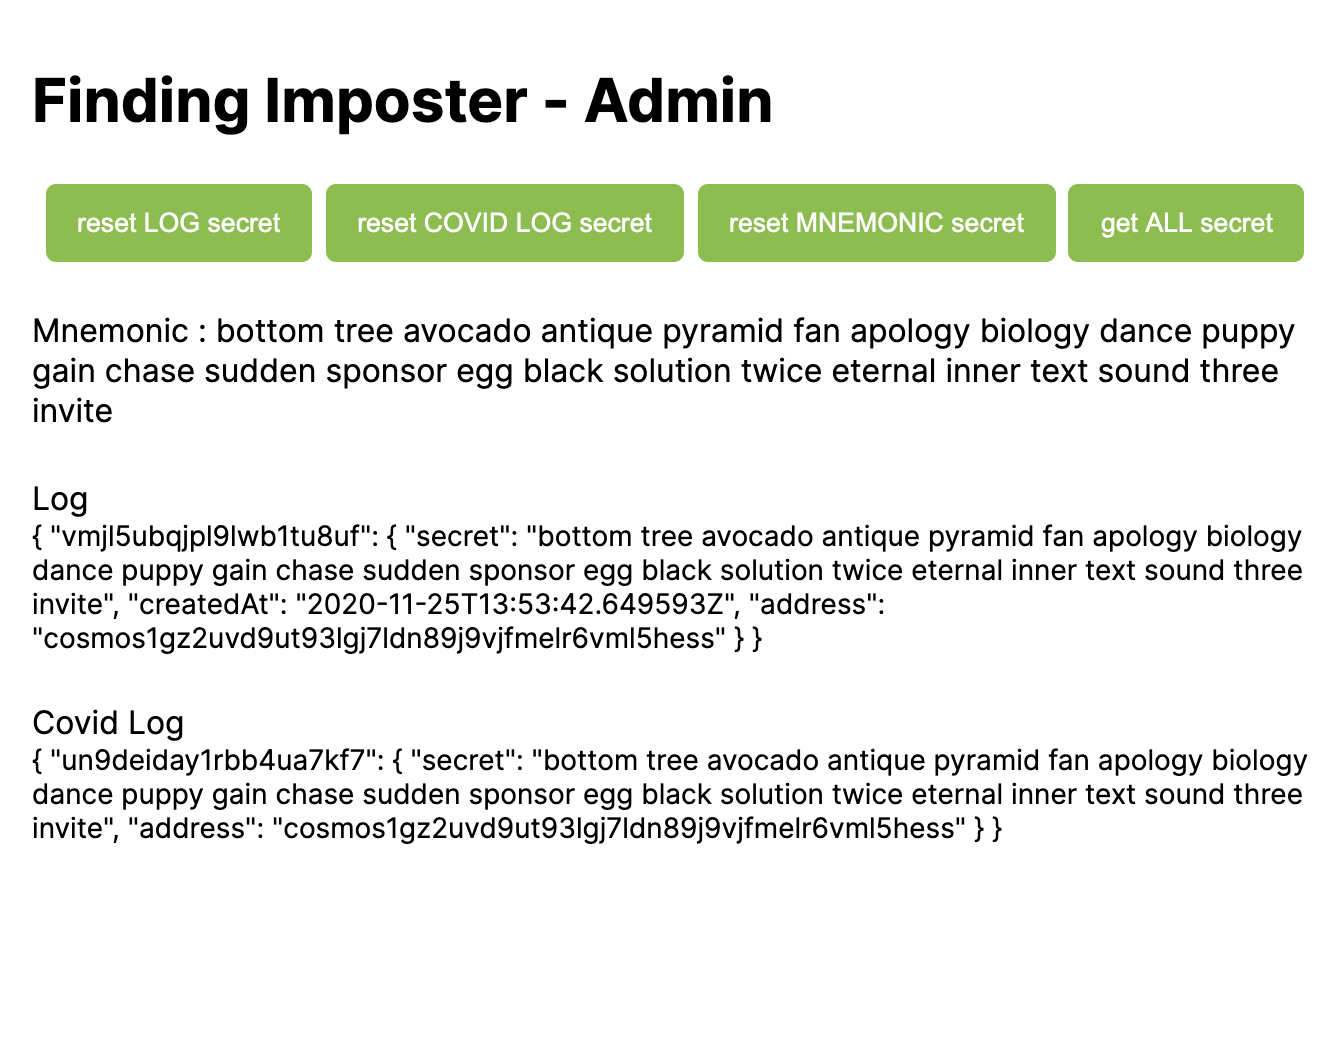 Finding Imposter - Admin
reset LOG secret
reset COVID LOG secret
reset MNEMONIC secret
get ALL secret
Mnemonic : bottom tree avocado antique pyramid fan apology biology dance puppy
gain chase sudden sponsor egg black solution twice eternal inner text sound three
invite
Log
{ "vmjl5ubqjpl9lwb1tu8uf": { "secret": "bottom tree avocado antique pyramid fan apology biology
dance puppy gain chase sudden sponsor egg black solution twice eternal inner text sound three
invite", "createdAt": "2020-11-25T13:53:42.649593Z", "address":
"cosmos1gz2uvd9ut93lgj7ldn89j9vjfmelr6vml5hess" } }
Covid Log
{ "un9deiday1rbb4ua7kf7": { "secret": "bottom tree avocado antique pyramid fan apology biology
dance puppy gain chase sudden sponsor egg black solution twice eternal inner text sound three
invite", "address": "cosmos1gz2uvd9ut93lgj7ldn89j9vjfmelr6vml5hess" } }